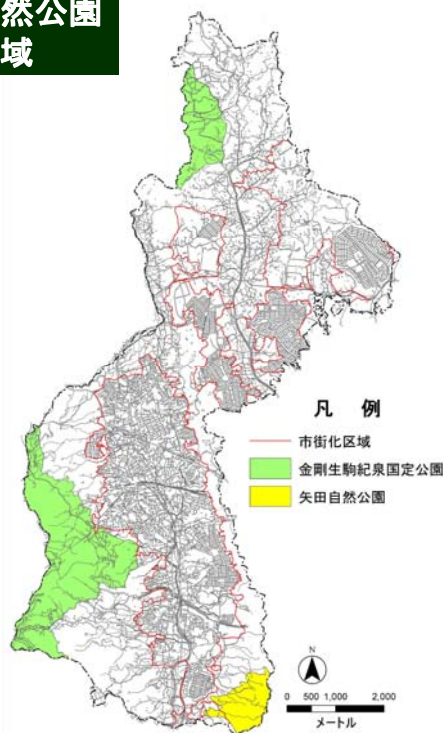 然公園
域
凡 例
市街化区域
金剛生駒紀泉国定公園
矢田自然公園
N
0 500 1,000 2,000
メートル